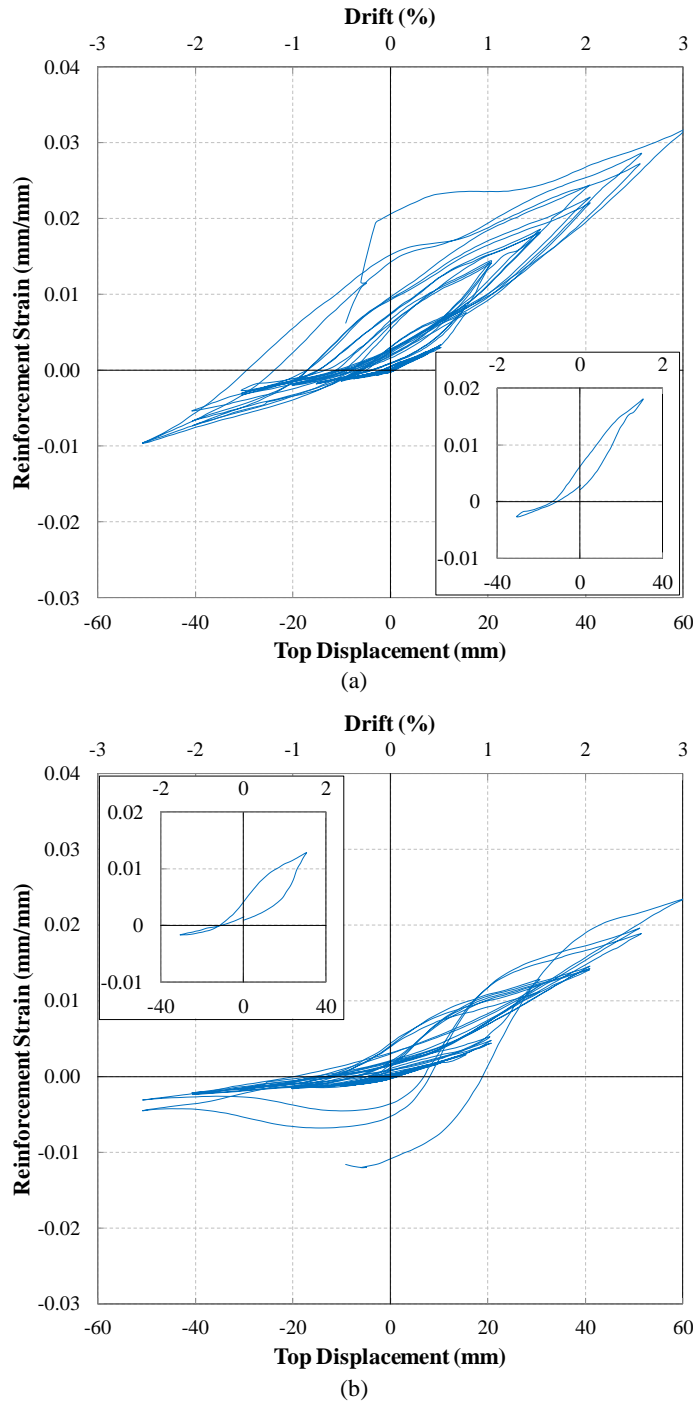 Drift (%)
-3 -2 -1 0 1 2 3
0.04
0.03
0.02
0.01
0.00
-0.01
-0.02
-0.03
Reinforcement Strain (mm/mm)
-60 -40 -20 0 20 40 60
Top Displacement (mm)
-2 0 2
0.02
0.01
0
-0.01
-40 0 40
(a)
Drift (%)
-3 -2 -1 0 1 2 3
0.04
0.03
0.02
0.01
0.00
-0.01
-0.02
-0.03
Reinforcement Strain (mm/mm)
-2 0 2
0.02
0.01
0
-0.01
-40 0 40
-60 -40 -20 0 20 40 60
Top Displacement (mm)
(b)